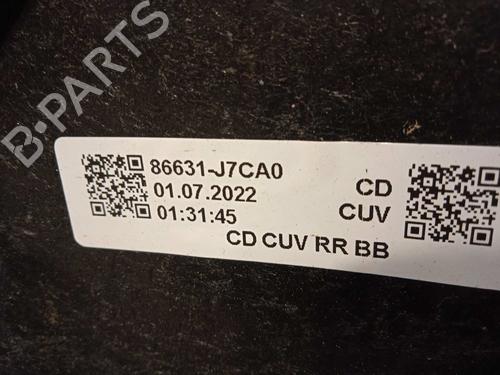 B-PARTS
86631-J7CA0
01.07.2022
01:31:45
CD
CUV
CD CUV RR BB